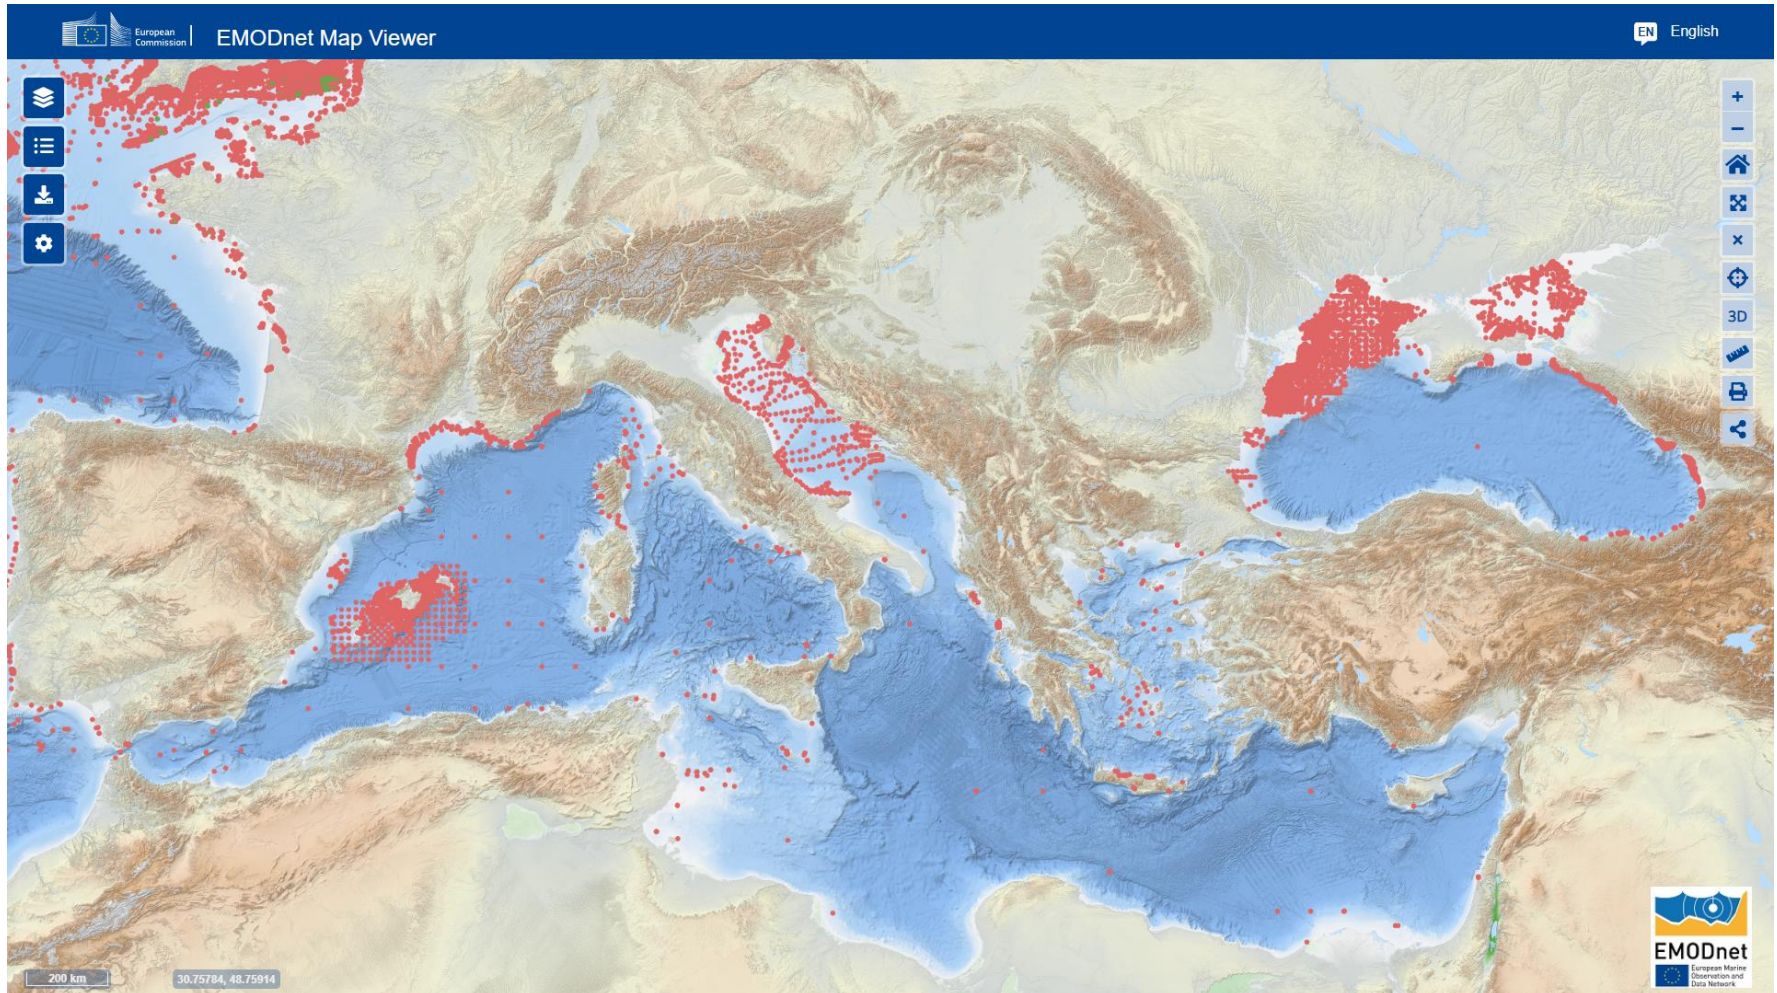 European
Commission
EMODnet Map Viewer
EN English
+
−
×
3D
200 km
30.75784, 48.75914
EMODnet
European Marine
Observation and
Data Network